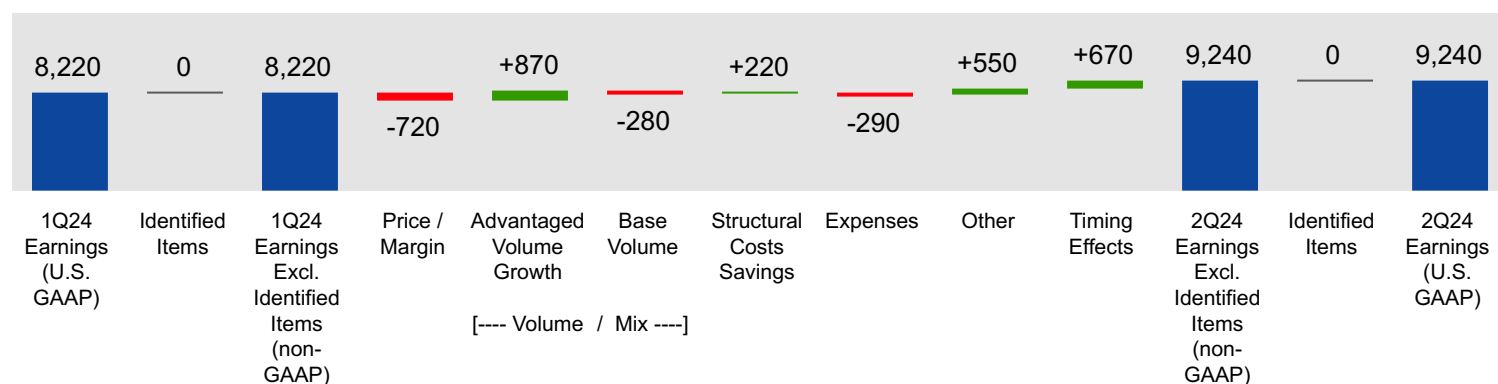 8,220
0
8,220
-720
+870
-280
+220
-290
+550
+670
9,240
0
9,240
1Q24
Earnings
(U.S.
GAAP)
Identified
Items
1Q24
Earnings
Excl.
Identified
Items
(non-
GAAP)
Price /
Margin
Advantaged
Volume
Growth
Base
Volume
[---- Volume / Mix ----]
Structural
Costs
Savings
Expenses
Other
Timing
Effects
2Q24
Earnings
Excl.
Identified
Items
(non-
GAAP)
Identified
Items
2Q24
Earnings
(U.S.
GAAP)